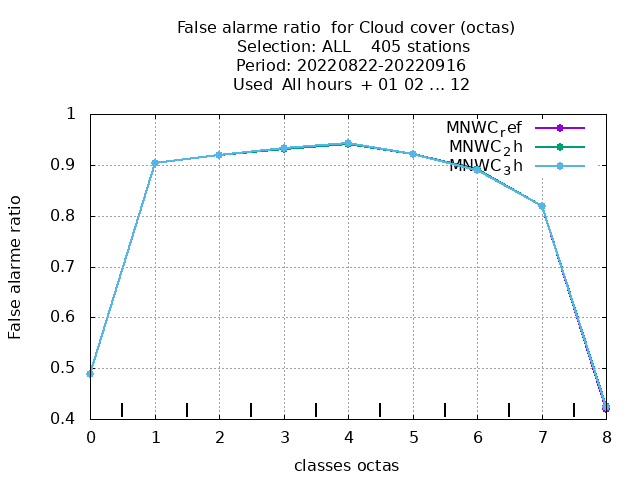 False alarme ratio  for Cloud cover (octas)
Selection: ALL    405 stations
Period: 20220822-20220916
Used  All hours  + 01 02 ... 12
MNWC_ref
MNWC_2h
MNWC_3h
1
0.9
0.8
0.7
0.6
0.5
0.4
False alarme ratio
0 1 2 3 4 5 6 7 8
classes octas